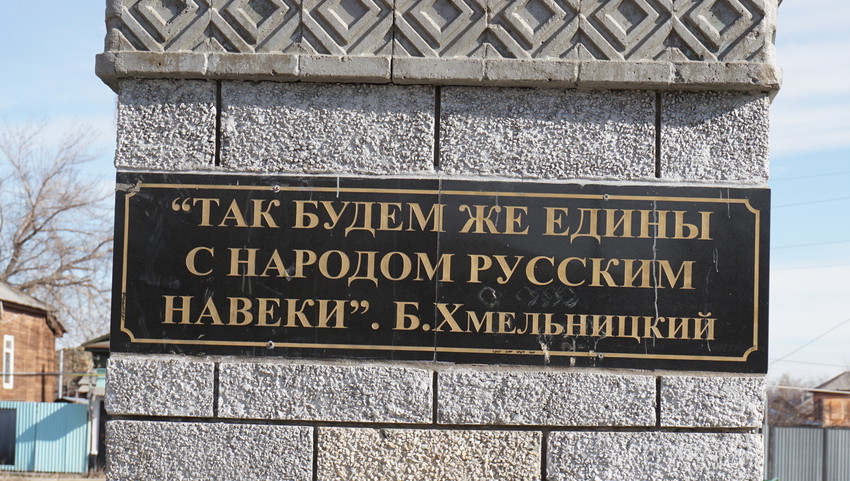 “ТАК БУДЕМ ЖЕ ЕДИНЫ
С НАРОДОМ РУССКИМ
НАВЕКИ”. Б.ХМЕЛЬНИЦКИЙ